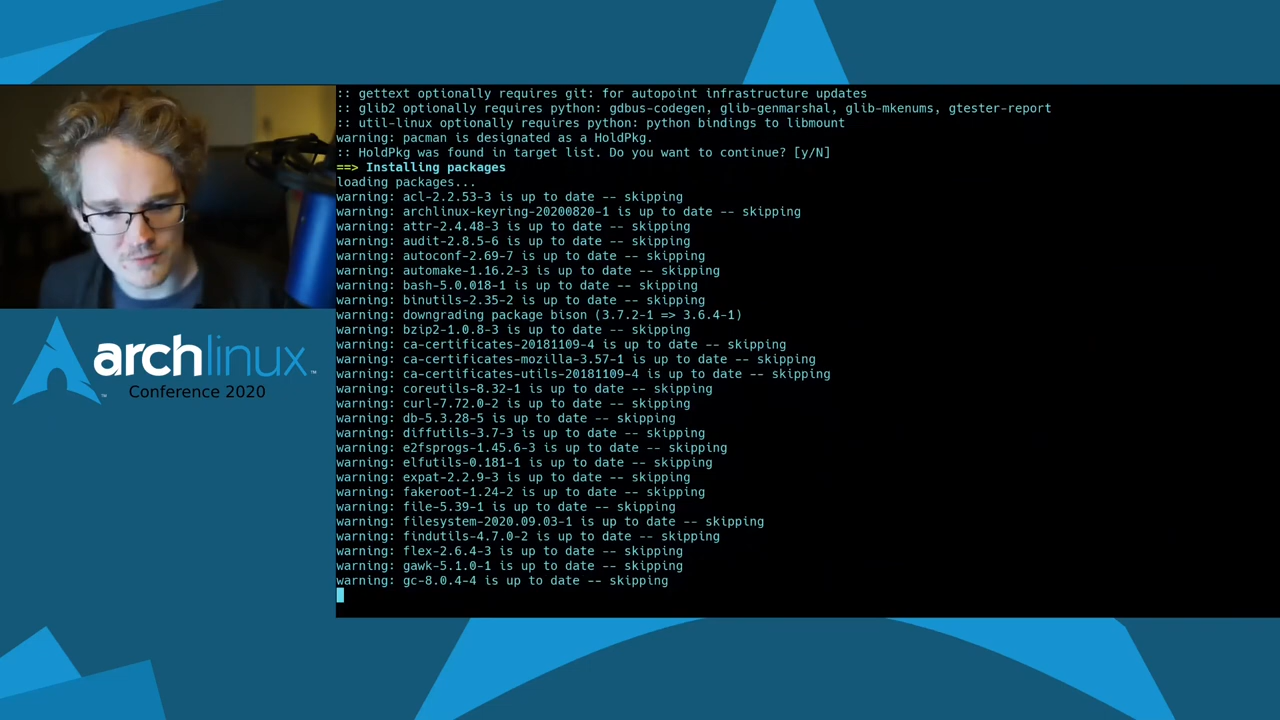 :: gettext optionally requires git: for autopoint infrastructure updates
:: glib2 optionally requires python: gdbus-codegen, glib-genmarshal, glib-mkenums, gtester-report
:: util-linux optionally requires python: python bindings to libmount
warning: pacman is designated as a HoldPkg.
:: HoldPkg was found in target list. Do you want to continue? [y/N]
==> Installing packages
loading packages...
warning: acl-2.2.53-3 is up to date -- skipping
warning: archlinux-keyring-20200820-1 is up to date -- skipping
warning: attr-2.4.48-3 is up to date -- skipping
warning: audit-2.8.5-6 is up to date -- skipping
warning: autoconf-2.69-7 is up to date -- skipping
warning: automake-1.16.2-3 is up to date -- skipping
warning: bash-5.0.018-1 is up to date -- skipping
warning: binutils-2.35-2 is up to date -- skipping
warning: downgrading package bison (3.7.2-1 => 3.6.4-1)
warning: bzip2-1.0.8-3 is up to date -- skipping
warning: ca-certificates-20181109-4 is up to date -- skipping
warning: ca-certificates-mozilla-3.57-1 is up to date -- skipping
warning: ca-certificates-utils-20181109-4 is up to date -- skipping
warning: coreutils-8.32-1 is up to date -- skipping
warning: curl-7.72.0-2 is up to date -- skipping
warning: db-5.3.28-5 is up to date -- skipping
warning: diffutils-3.7-3 is up to date -- skipping
warning: e2fsprogs-1.45.6-3 is up to date -- skipping
warning: elfutils-0.181-1 is up to date -- skipping
warning: expat-2.2.9-3 is up to date -- skipping
warning: fakeroot-1.24-2 is up to date -- skipping
warning: file-5.39-1 is up to date -- skipping
warning: filesystem-2020.09.03-1 is up to date -- skipping
warning: findutils-4.7.0-2 is up to date -- skipping
warning: flex-2.6.4-3 is up to date -- skipping
warning: gawk-5.1.0-1 is up to date -- skipping
warning: gc-8.0.4-4 is up to date -- skipping
archlinux™
Conference 2020